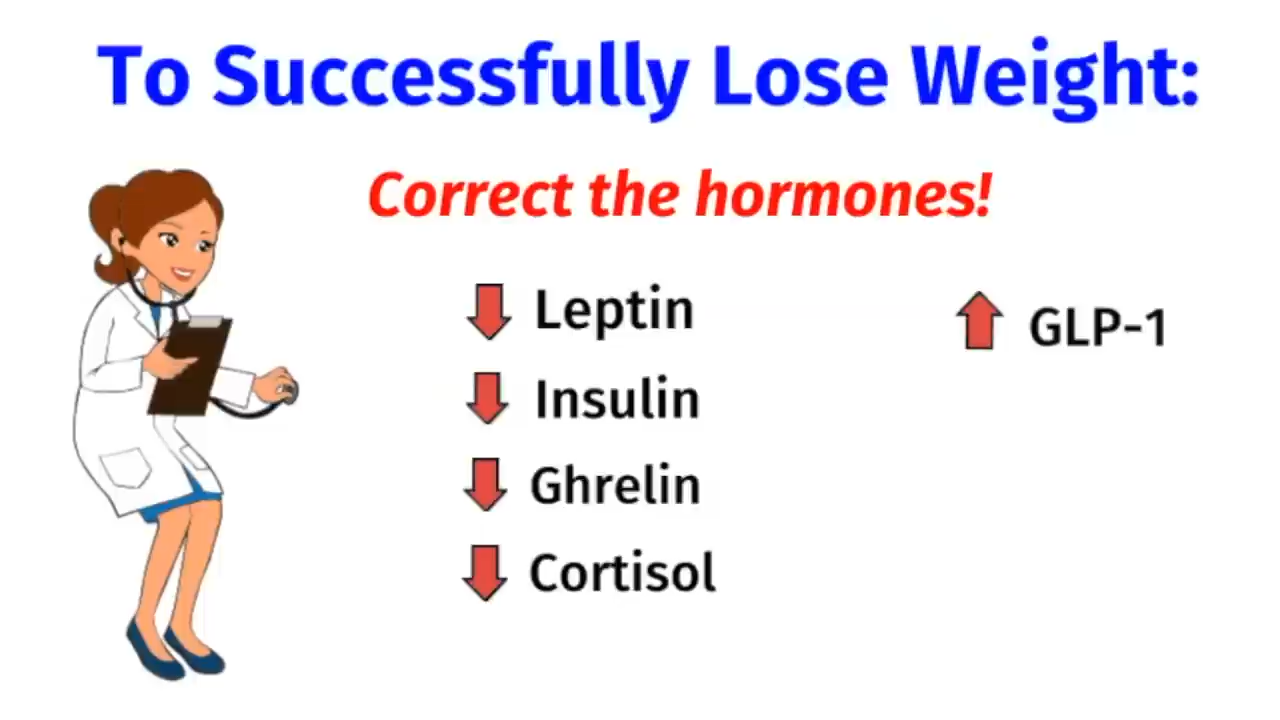 To Successfully Lose Weight:
Correct the hormones!
Leptin
Insulin
Ghrelin
Cortisol
GLP-1